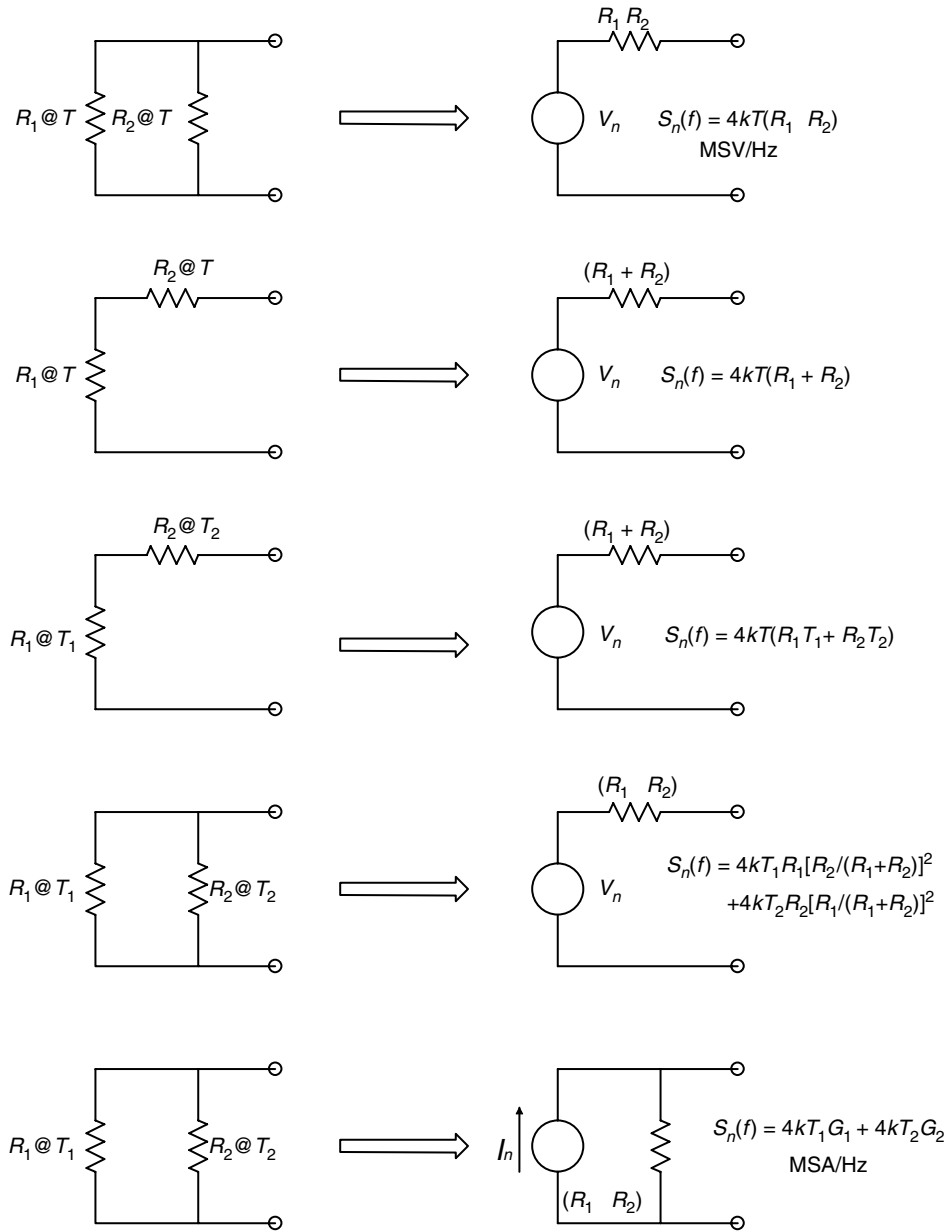 R₁ R₂
R₁@T R₂@T Vₙ Sₙ(f) = 4kT(R₁ R₂)
MSV/Hz
R₂@T (R₁ + R₂)
R₁@T Vₙ Sₙ(f) = 4kT(R₁ + R₂)
R₂@T₂ (R₁ + R₂)
R₁@T₁ Vₙ Sₙ(f) = 4kT(R₁T₁+ R₂T₂)
(R₁ R₂)
R₁@T₁ R₂@T₂ Vₙ Sₙ(f) = 4kT₁R₁[R₂/(R₁+R₂)]²
+4kT₂R₂[R₁/(R₁+R₂)]²
R₁@T₁ R₂@T₂ Iₙ Sₙ(f) = 4kT₁G₁ + 4kT₂G₂
MSA/Hz
(R₁ R₂)